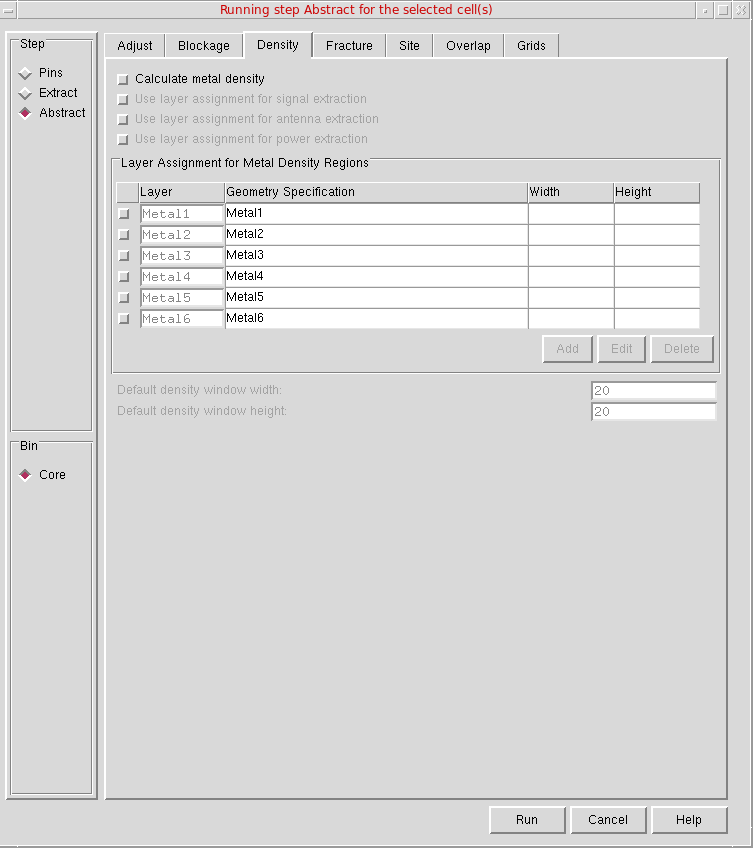 Running step Abstract for the selected cell(s)
Step
Pins
Extract
Abstract
Bin
Core
Adjust Blockage Density Fracture Site Overlap Grids
Calculate metal density
Use layer assignment for signal extraction
Use layer assignment for antenna extraction
Use layer assignment for power extraction
Layer Assignment for Metal Density Regions
Layer Geometry Specification Width Height
Metal1 Metal1
Metal2 Metal2
Metal3 Metal3
Metal4 Metal4
Metal5 Metal5
Metal6 Metal6
Add Edit Delete
Default density window width: 20
Default density window height: 20
Run Cancel Help